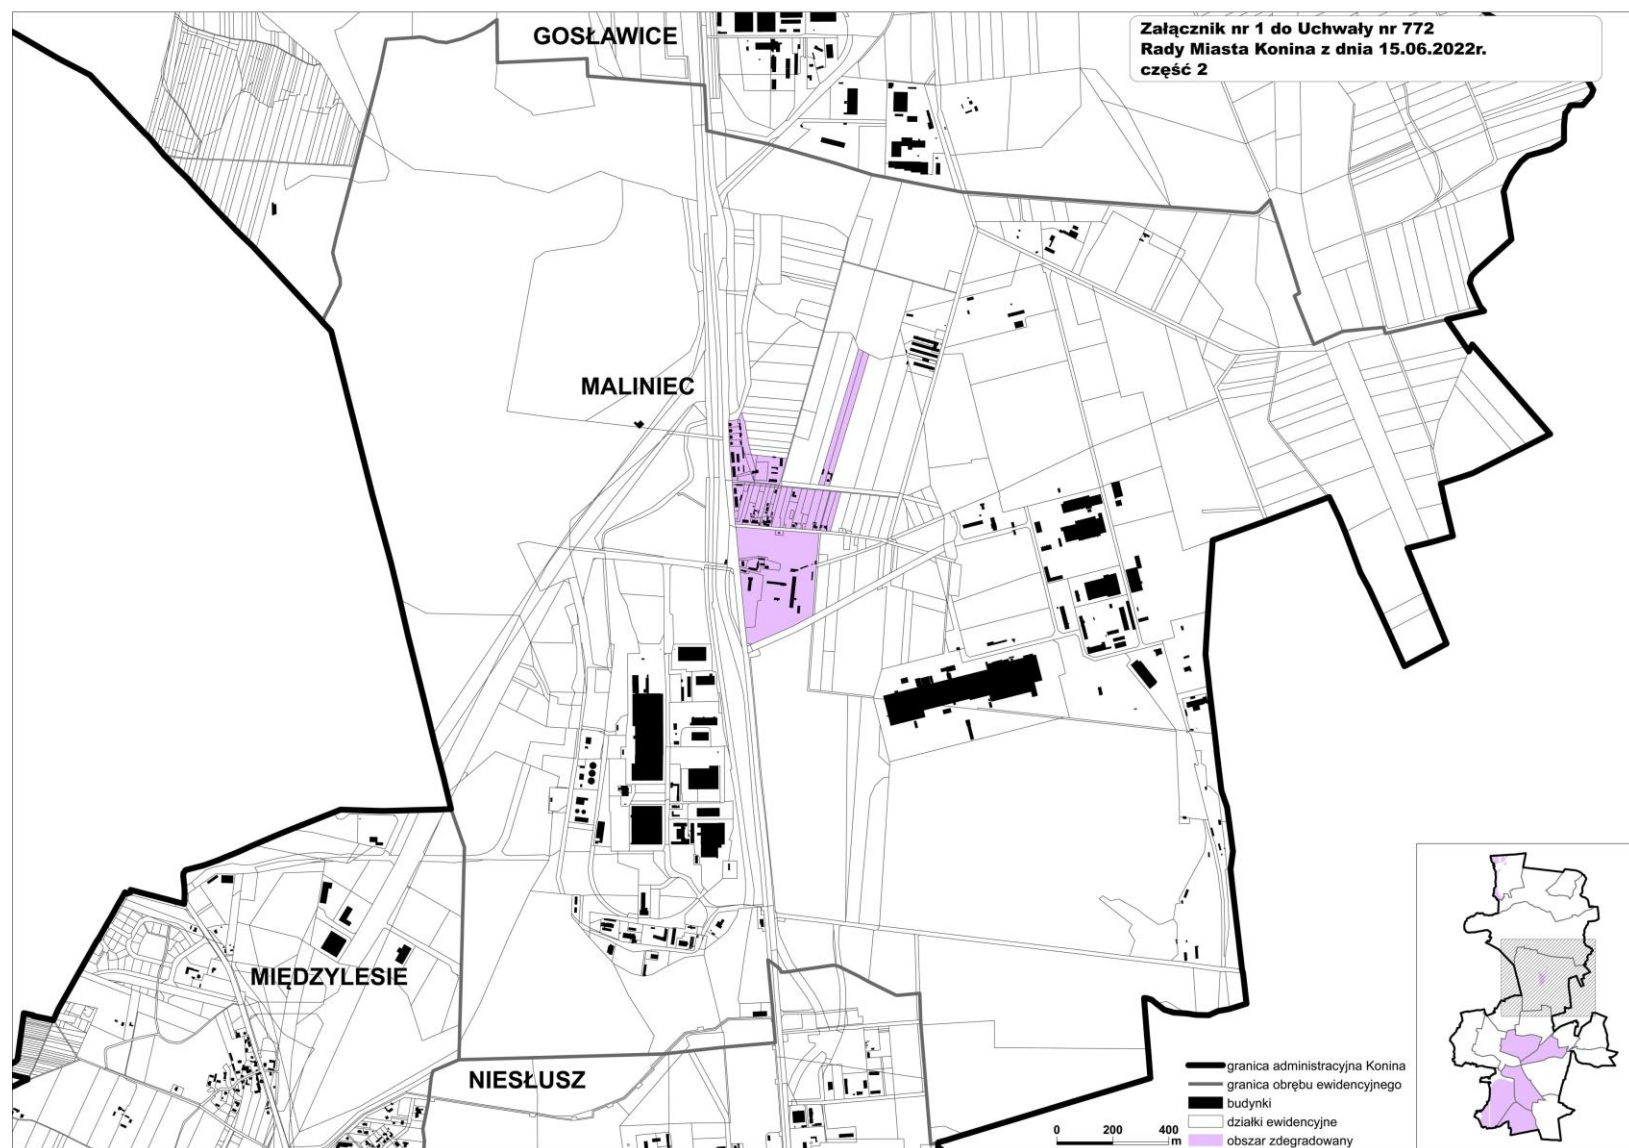 GOSŁAWICE
Załącznik nr 1 do Uchwały nr 772
Rady Miasta Konina z dnia 15.06.2022r.
część 2
MALINIEC
MIĘDZYLESIE
NIESŁUSZ
granica administracyjna Konina
granica obrębu ewidencyjnego
budynki
działki ewidencyjne
obszar zdegradowany
0 200 400
m